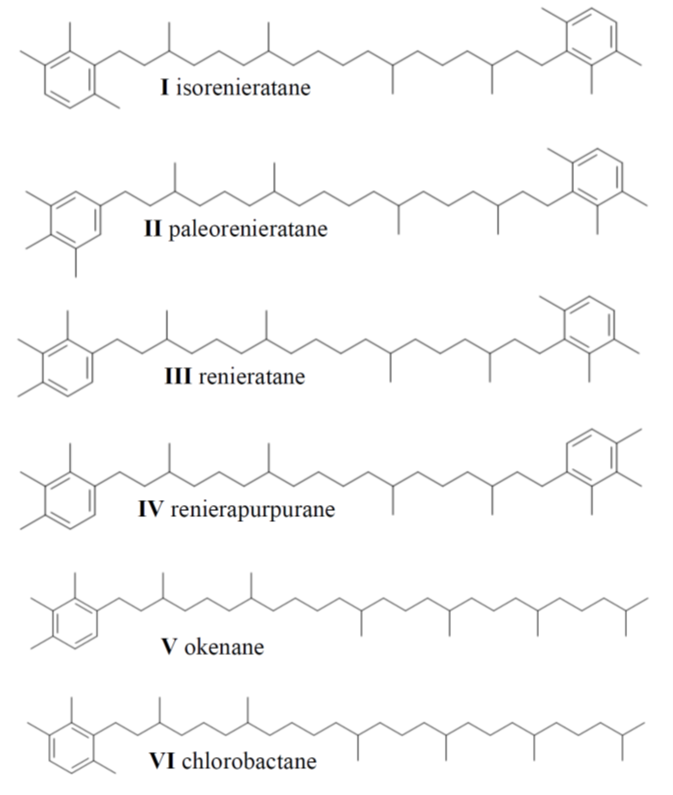 I isorenieratane
II paleorenieratane
III renieratane
IV renierapurpurane
V okenane
VI chlorobactane